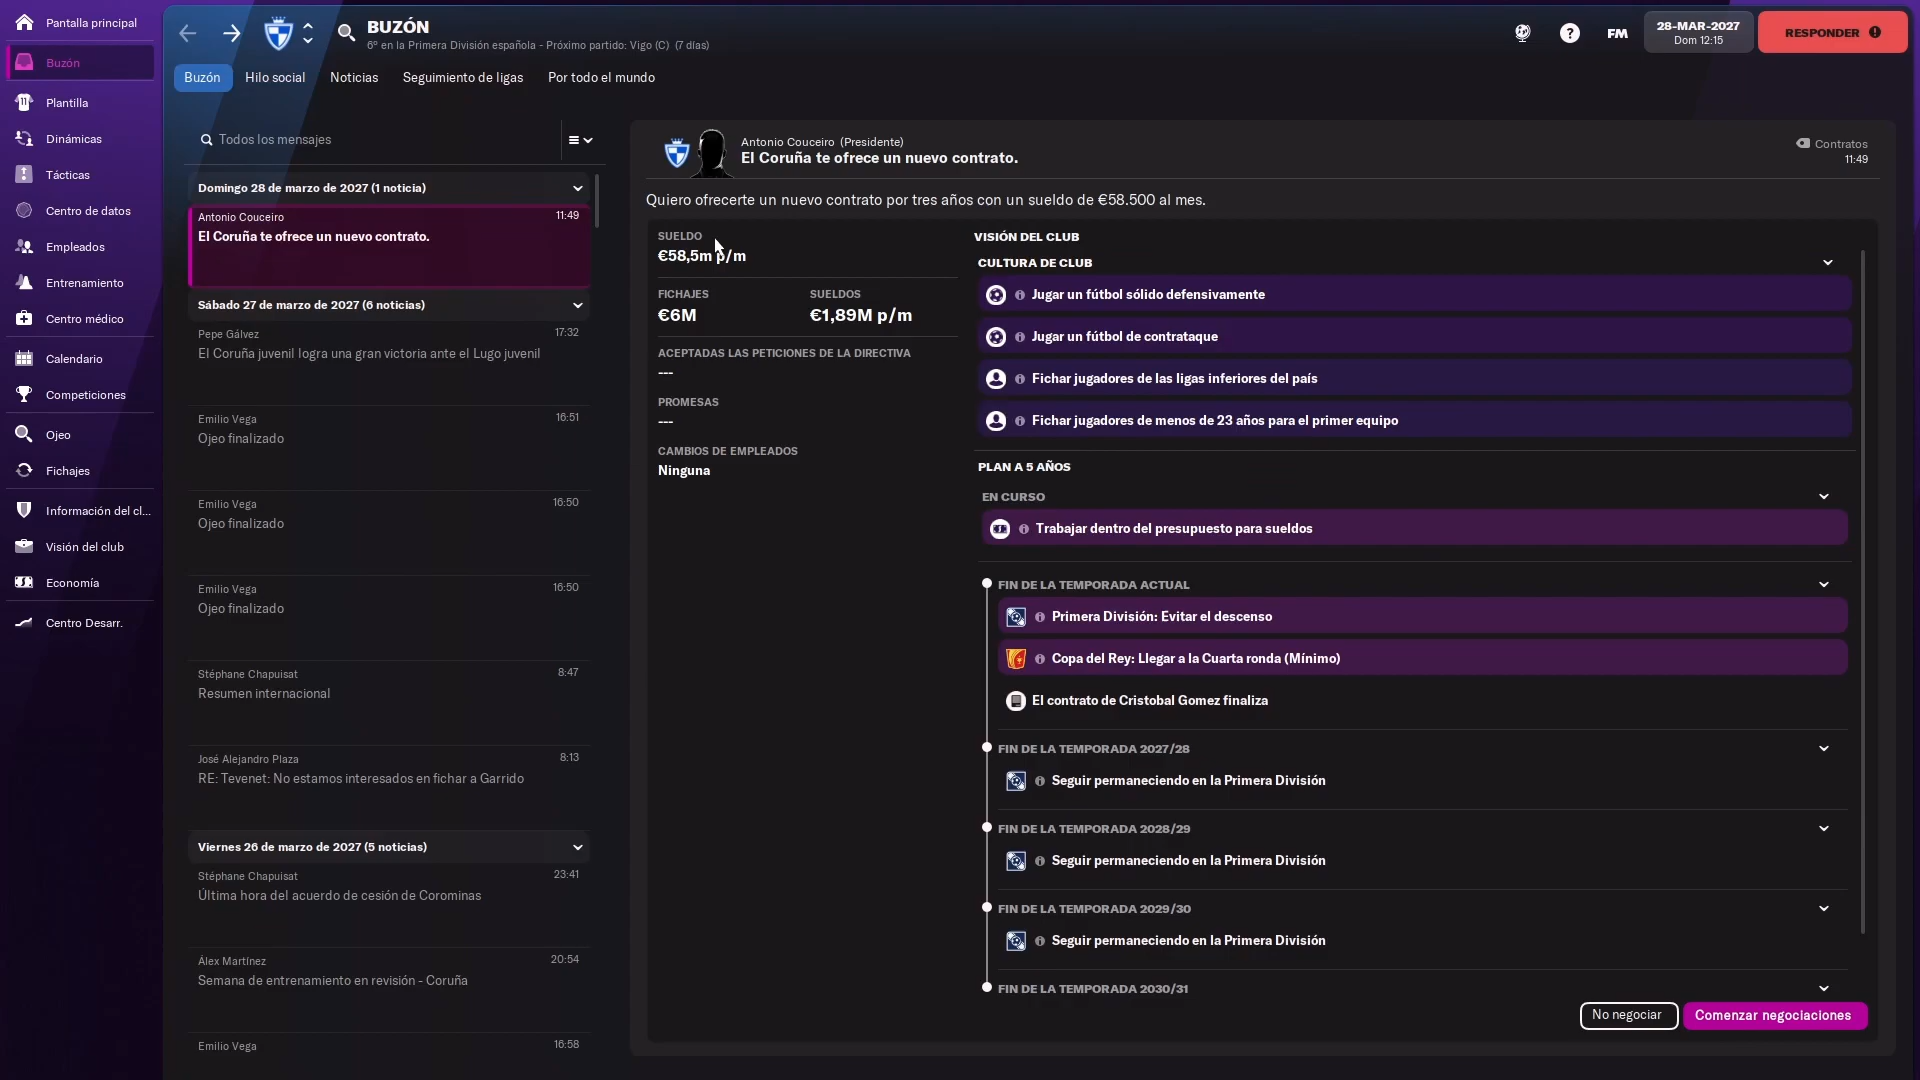 Pantalla principal
Buzón
Plantilla
Dinámicas
Tácticas
Centro de datos
Empleados
Entrenamiento
Centro médico
Calendario
Competiciones
Ojeo
Fichajes
Información del cl...
Visión del club
Economía
Centro Desarr.
BUZÓN
6º en la Primera División española - Próximo partido: Vigo (C) (7 días)
FM
28-MAR-2027
Dom 12:15
RESPONDER
Buzón
Hilo social
Noticias
Seguimiento de ligas
Por todo el mundo
Todos los mensajes
Domingo 28 de marzo de 2027 (1 noticia)
Antonio Couceiro 11:49
El Coruña te ofrece un nuevo contrato.
Sábado 27 de marzo de 2027 (6 noticias)
Pepe Gálvez 17:32
El Coruña juvenil logra una gran victoria ante el Lugo juvenil
Emilio Vega 16:51
Ojeo finalizado
Emilio Vega 16:50
Ojeo finalizado
Emilio Vega 16:50
Ojeo finalizado
Stéphane Chapuisat 8:47
Resumen internacional
José Alejandro Plaza 8:13
RE: Tevenet: No estamos interesados en fichar a Garrido
Viernes 26 de marzo de 2027 (5 noticias)
Stéphane Chapuisat 23:41
Última hora del acuerdo de cesión de Corominas
Álex Martínez 20:54
Semana de entrenamiento en revisión - Coruña
Emilio Vega 16:58
Antonio Couceiro (Presidente)
El Coruña te ofrece un nuevo contrato.
Contratos
11:49
Quiero ofrecerte un nuevo contrato por tres años con un sueldo de €58.500 al mes.
SUELDO
€58,5m p/m
FICHAJES SUELDOS
€6M €1,89M p/m
ACEPTADAS LAS PETICIONES DE LA DIRECTIVA
---
PROMESAS
---
CAMBIOS DE EMPLEADOS
Ninguna
VISIÓN DEL CLUB
CULTURA DE CLUB
Jugar un fútbol sólido defensivamente
Jugar un fútbol de contrataque
Fichar jugadores de las ligas inferiores del país
Fichar jugadores de menos de 23 años para el primer equipo
PLAN A 5 AÑOS
EN CURSO
Trabajar dentro del presupuesto para sueldos
FIN DE LA TEMPORADA ACTUAL
Primera División: Evitar el descenso
Copa del Rey: Llegar a la Cuarta ronda (Mínimo)
El contrato de Cristobal Gomez finaliza
FIN DE LA TEMPORADA 2027/28
Seguir permaneciendo en la Primera División
FIN DE LA TEMPORADA 2028/29
Seguir permaneciendo en la Primera División
FIN DE LA TEMPORADA 2029/30
Seguir permaneciendo en la Primera División
FIN DE LA TEMPORADA 2030/31
No negociar
Comenzar negociaciones